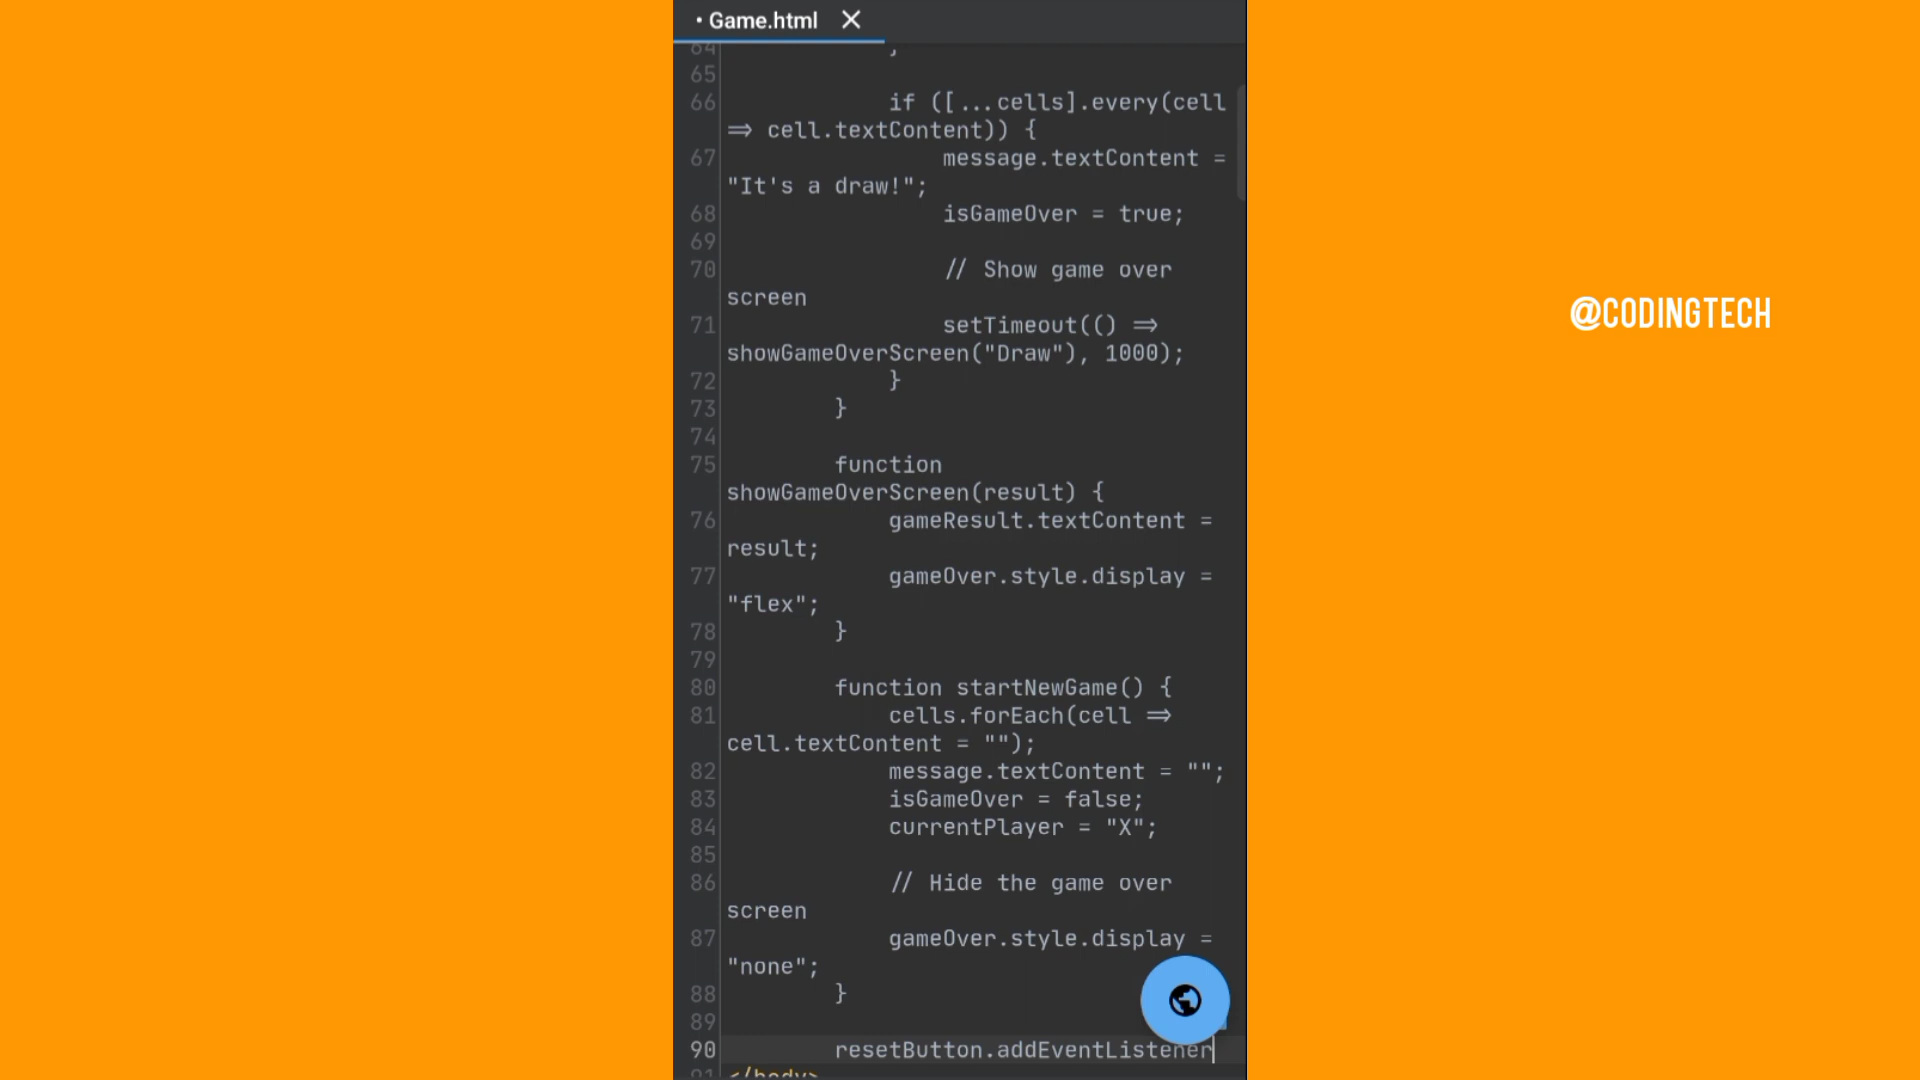 • Game.html ✕
64
65
66 if ([...cells].every(cell
=> cell.textContent)) {
67 message.textContent =
"It's a draw!";
68 isGameOver = true;
69
70 // Show game over
screen
71 setTimeout(() =>
showGameOverScreen("Draw"), 1000);
72 }
73 }
74
75 function
showGameOverScreen(result) {
76 gameResult.textContent =
result;
77 gameOver.style.display =
"flex";
78 }
79
80 function startNewGame() {
81 cells.forEach(cell =>
cell.textContent = "");
82 message.textContent = "";
83 isGameOver = false;
84 currentPlayer = "X";
85
86 // Hide the game over
screen
87 gameOver.style.display =
"none";
88 }
89
90 resetButton.addEventListener
91 </body>
@CODINGTECH